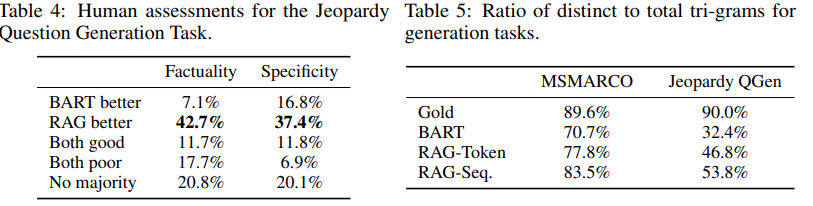 Table 4: Human assessments for the Jeopardy
Question Generation Task.
Factuality Specificity
BART better 7.1% 16.8%
RAG better 42.7% 37.4%
Both good 11.7% 11.8%
Both poor 17.7% 6.9%
No majority 20.8% 20.1%
Table 5: Ratio of distinct to total tri-grams for
generation tasks.
MSMARCO Jeopardy QGen
Gold 89.6% 90.0%
BART 70.7% 32.4%
RAG-Token 77.8% 46.8%
RAG-Seq. 83.5% 53.8%